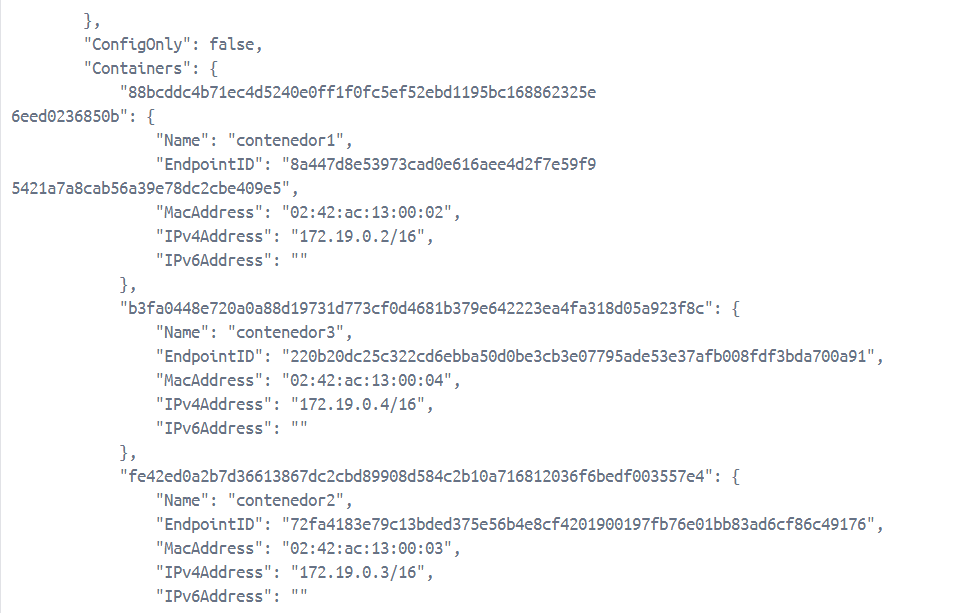 },
"ConfigOnly": false,
"Containers": {
"88bcddc4b71ec4d5240e0ff1f0fc5ef52ebd1195bc168862325e
6eed0236850b": {
"Name": "contenedor1",
"EndpointID": "8a447d8e53973cad0e616aee4d2f7e59f9
5421a7a8cab56a39e78dc2cbe409e5",
"MacAddress": "02:42:ac:13:00:02",
"IPv4Address": "172.19.0.2/16",
"IPv6Address": ""
},
"b3fa0448e720a0a88d19731d773cf0d4681b379e642223ea4fa318d05a923f8c": {
"Name": "contenedor3",
"EndpointID": "220b20dc25c322cd6ebba50d0be3cb3e07795ade53e37afb008fdf3bda700a91",
"MacAddress": "02:42:ac:13:00:04",
"IPv4Address": "172.19.0.4/16",
"IPv6Address": ""
},
"fe42ed0a2b7d36613867dc2cbd89908d584c2b10a716812036f6bedf003557e4": {
"Name": "contenedor2",
"EndpointID": "72fa4183e79c13bded375e56b4e8cf4201900197fb76e01bb83ad6cf86c49176",
"MacAddress": "02:42:ac:13:00:03",
"IPv4Address": "172.19.0.3/16",
"IPv6Address": ""